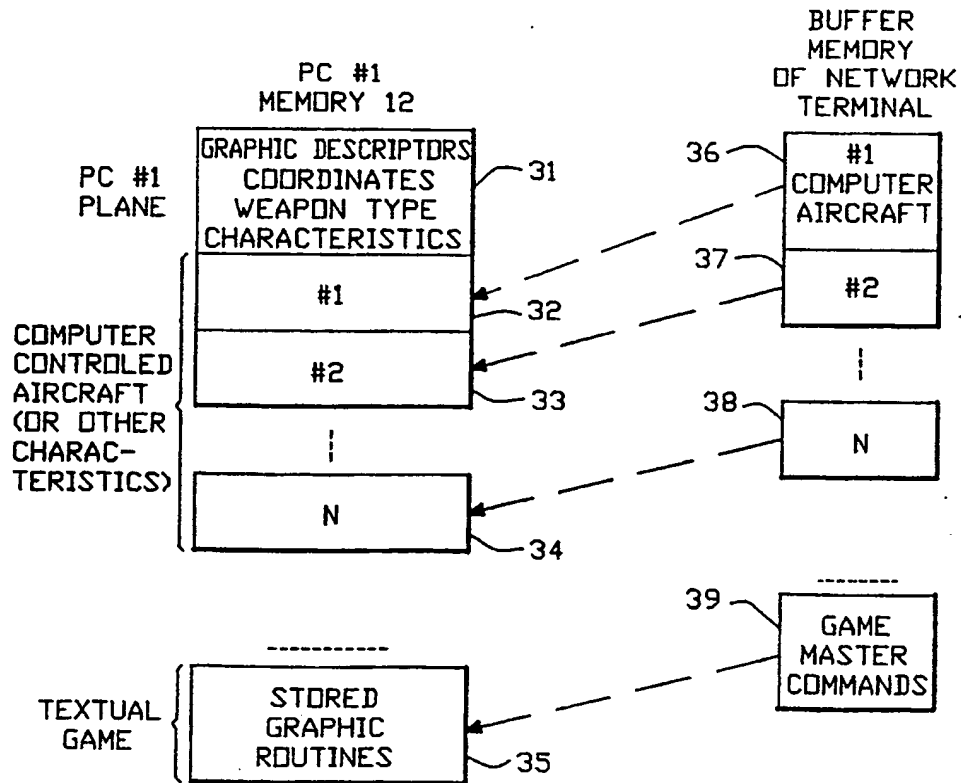 PC #1
MEMORY 12
PC #1
PLANE
GRAPHIC DESCRIPTORS
COORDINATES
WEAPON TYPE
CHARACTERISTICS
31
COMPUTER
CONTROLED
AIRCRAFT
(OR OTHER
CHARAC-
TERISTICS)
#1
32
#2
33
N
34
TEXTUAL
GAME
STORED
GRAPHIC
ROUTINES
35
BUFFER
MEMORY
OF NETWORK
TERMINAL
36
#1
COMPUTER
AIRCRAFT
37
#2
38
N
39
GAME
MASTER
COMMANDS